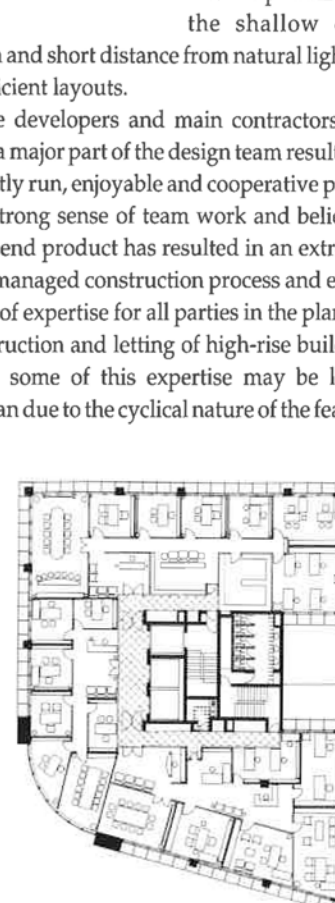 the shallow
and short distance from natural ligh
icient layouts.
e developers and main contractors
a major part of the design team result
tly run, enjoyable and cooperative p
trong sense of team work and belie
end product has resulted in an extr
managed construction process and e
of expertise for all parties in the plan
ruction and letting of high-rise buil
some of this expertise may be l
an due to the cyclical nature of the fea